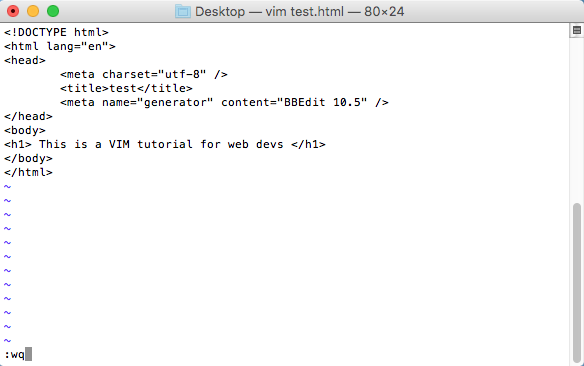 Desktop — vim test.html — 80×24
<!DOCTYPE html>
<html lang="en">
<head>
        <meta charset="utf-8" />
        <title>test</title>
        <meta name="generator" content="BBEdit 10.5" />
</head>
<body>
<h1> This is a VIM tutorial for web devs </h1>
</body>
</html>
~
~
~
~
~
~
~
~
~
~
~
~
:wq